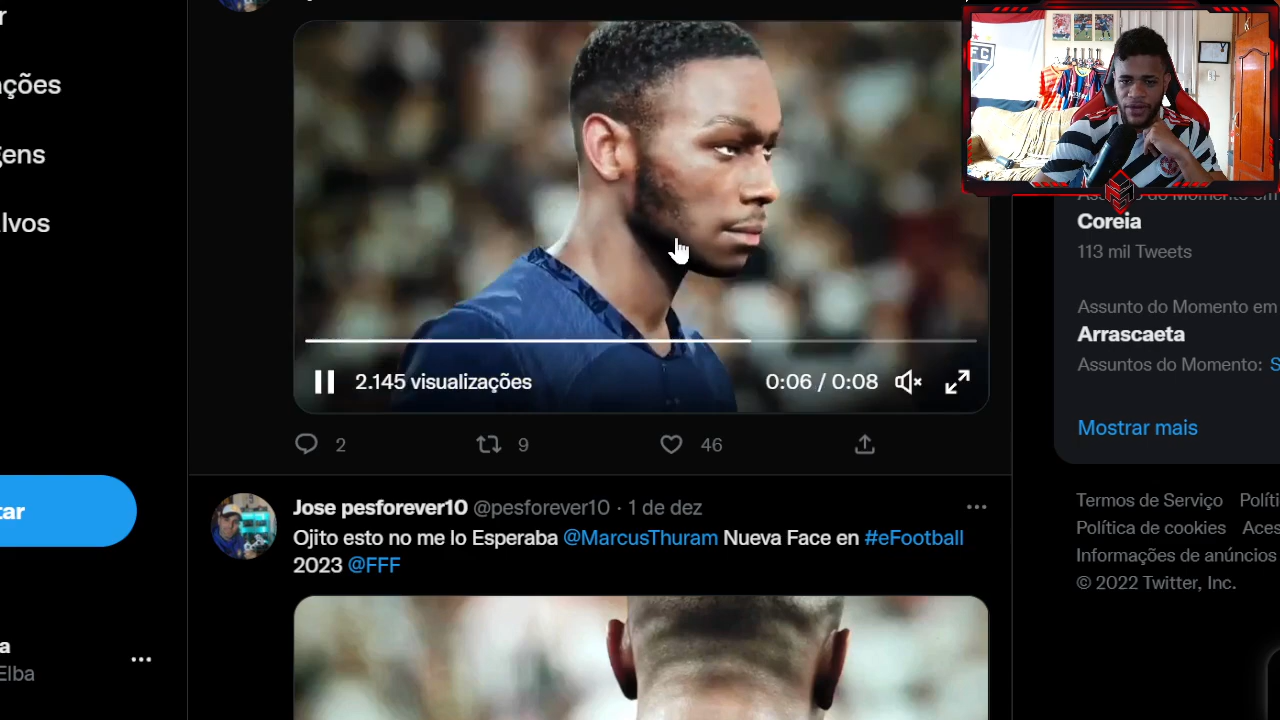 ações
gens
lvos
tar
a
Elba
2.145 visualizações
0:06 / 0:08
2
9
46
Jose pesforever10 @pesforever10 · 1 de dez
Ojito esto no me lo Esperaba @MarcusThuram Nueva Face en #eFootball
2023 @FFF
FC
Coreia
113 mil Tweets
Assunto do Momento em
Arrascaeta
Assuntos do Momento: S
Mostrar mais
Termos de Serviço Políti
Política de cookies Aces
Informações de anúncios
© 2022 Twitter, Inc.